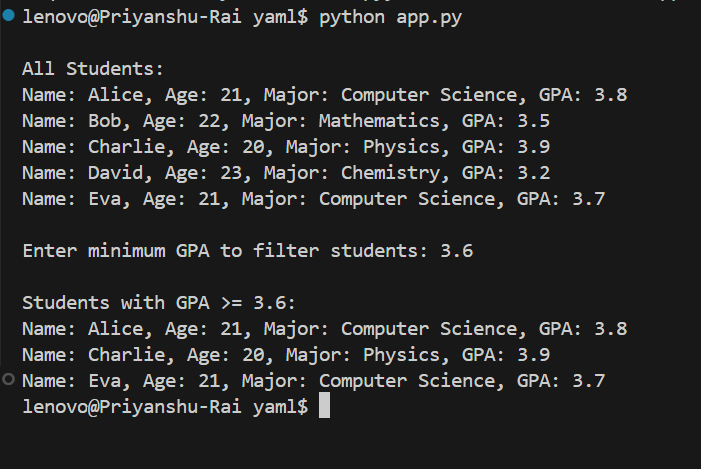 lenovo@Priyanshu-Rai yaml$ python app.py
All Students:
Name: Alice, Age: 21, Major: Computer Science, GPA: 3.8
Name: Bob, Age: 22, Major: Mathematics, GPA: 3.5
Name: Charlie, Age: 20, Major: Physics, GPA: 3.9
Name: David, Age: 23, Major: Chemistry, GPA: 3.2
Name: Eva, Age: 21, Major: Computer Science, GPA: 3.7
Enter minimum GPA to filter students: 3.6
Students with GPA >= 3.6:
Name: Alice, Age: 21, Major: Computer Science, GPA: 3.8
Name: Charlie, Age: 20, Major: Physics, GPA: 3.9
Name: Eva, Age: 21, Major: Computer Science, GPA: 3.7
lenovo@Priyanshu-Rai yaml$